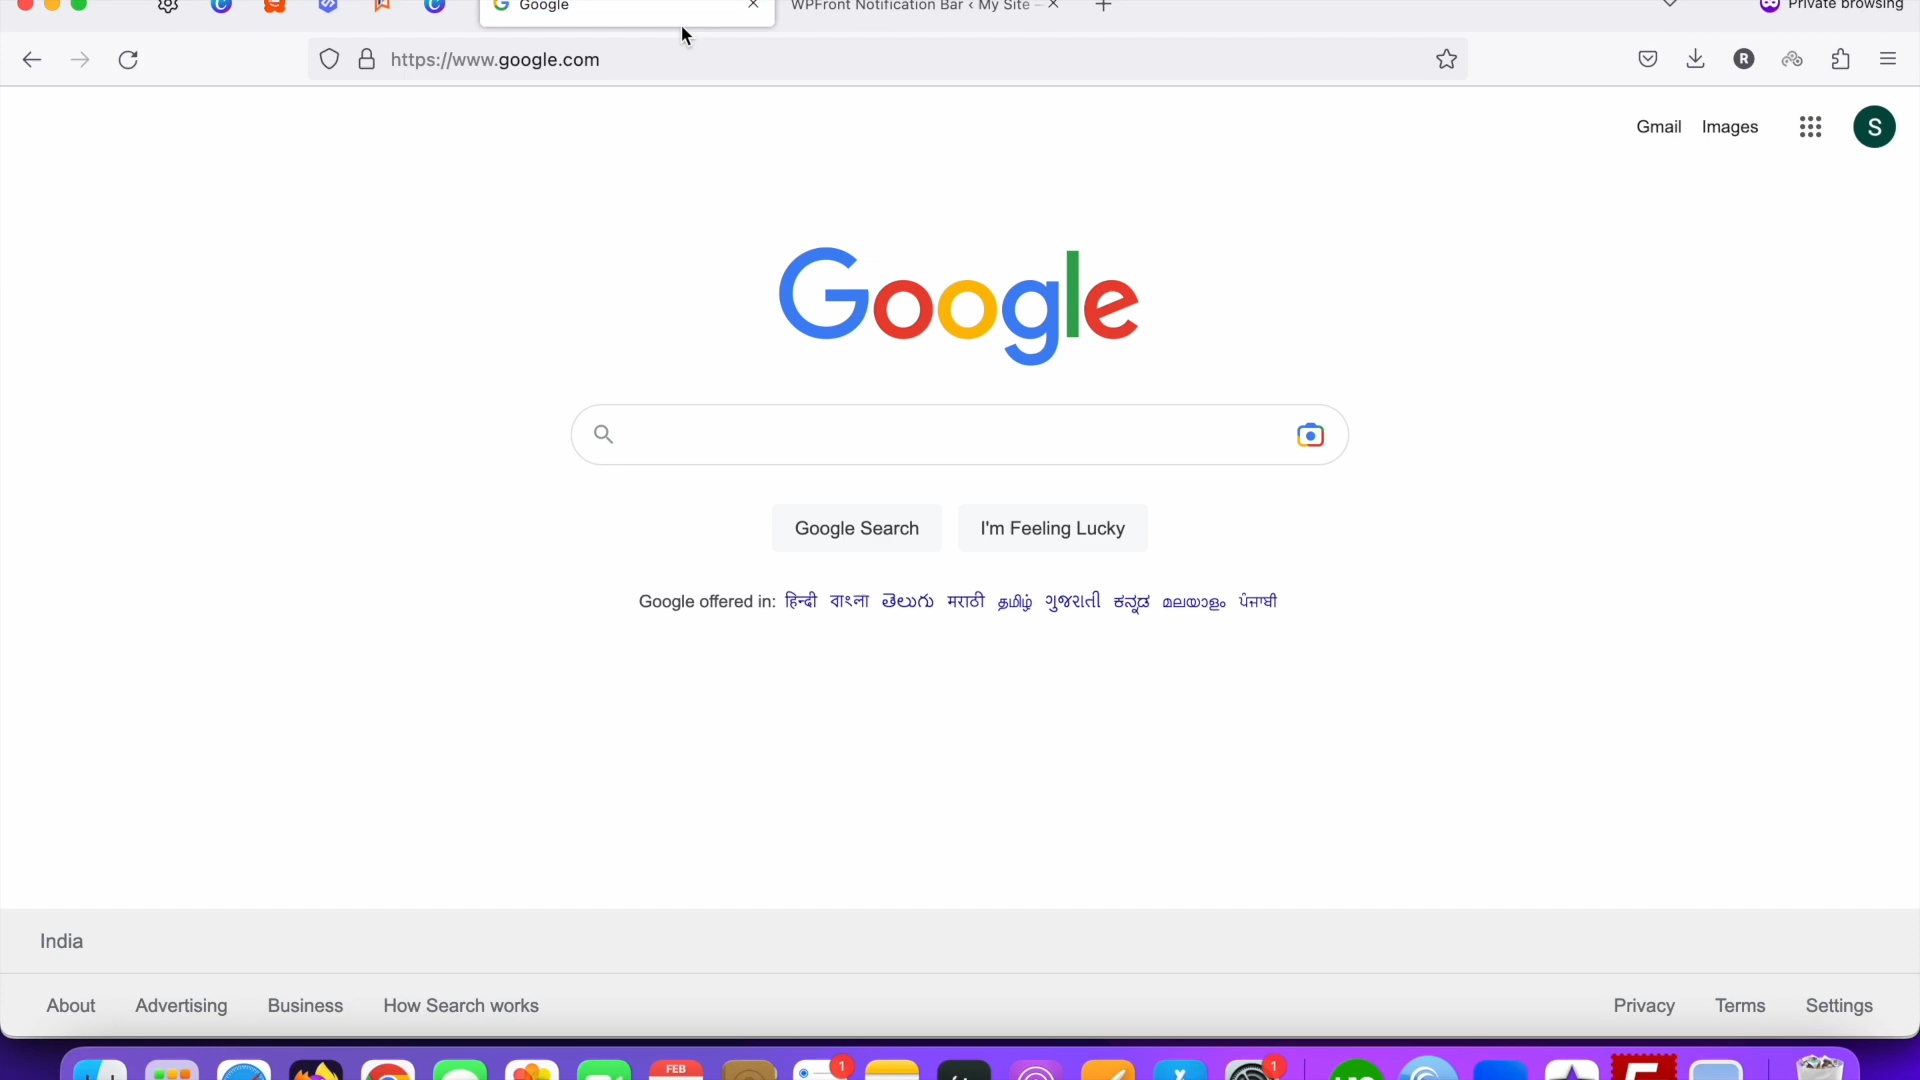 Google
WPFront Notification Bar ‹ My Site –
Private browsing
https://www.google.com
R
Gmail Images
S
Google
Google Search
I'm Feeling Lucky
Google offered in: हिन्दी বাংলা తెలుగు मराठी தமிழ் ગુજરાતી ಕನ್ನಡ മലയാളം ਪੰਜਾਬੀ
India
About Advertising Business How Search works
Privacy Terms Settings
FEB
1
1